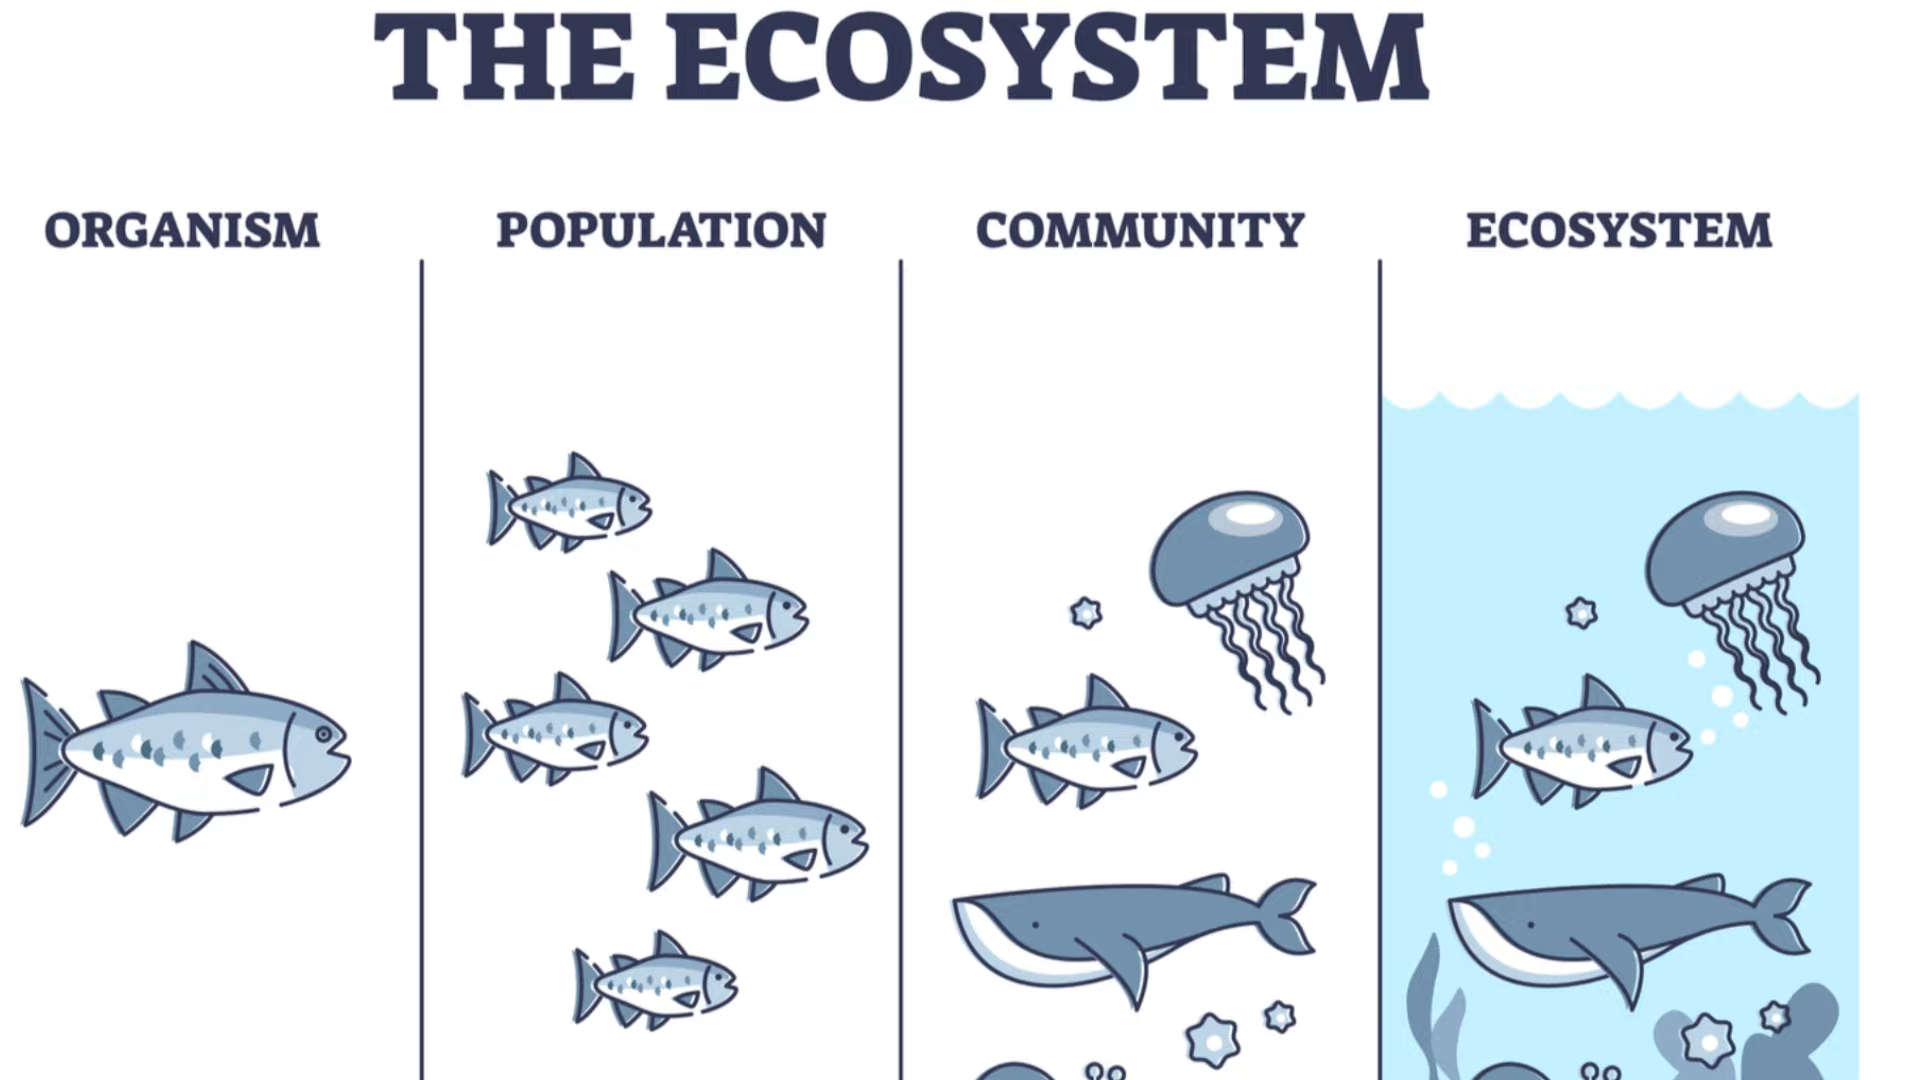 THE ECOSYSTEM
ORGANISM
POPULATION
COMMUNITY
ECOSYSTEM